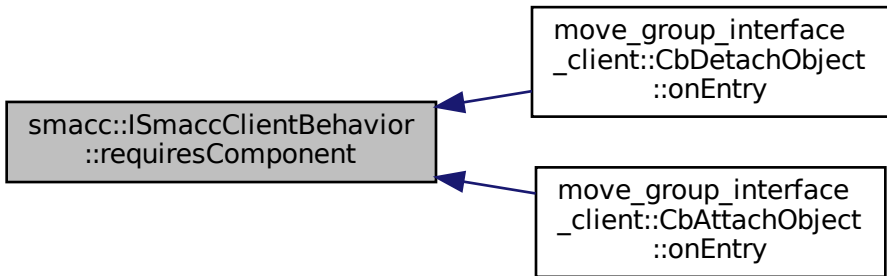 smacc::ISmaccClientBehavior
::requiresComponent
move_group_interface
_client::CbDetachObject
::onEntry
move_group_interface
_client::CbAttachObject
::onEntry